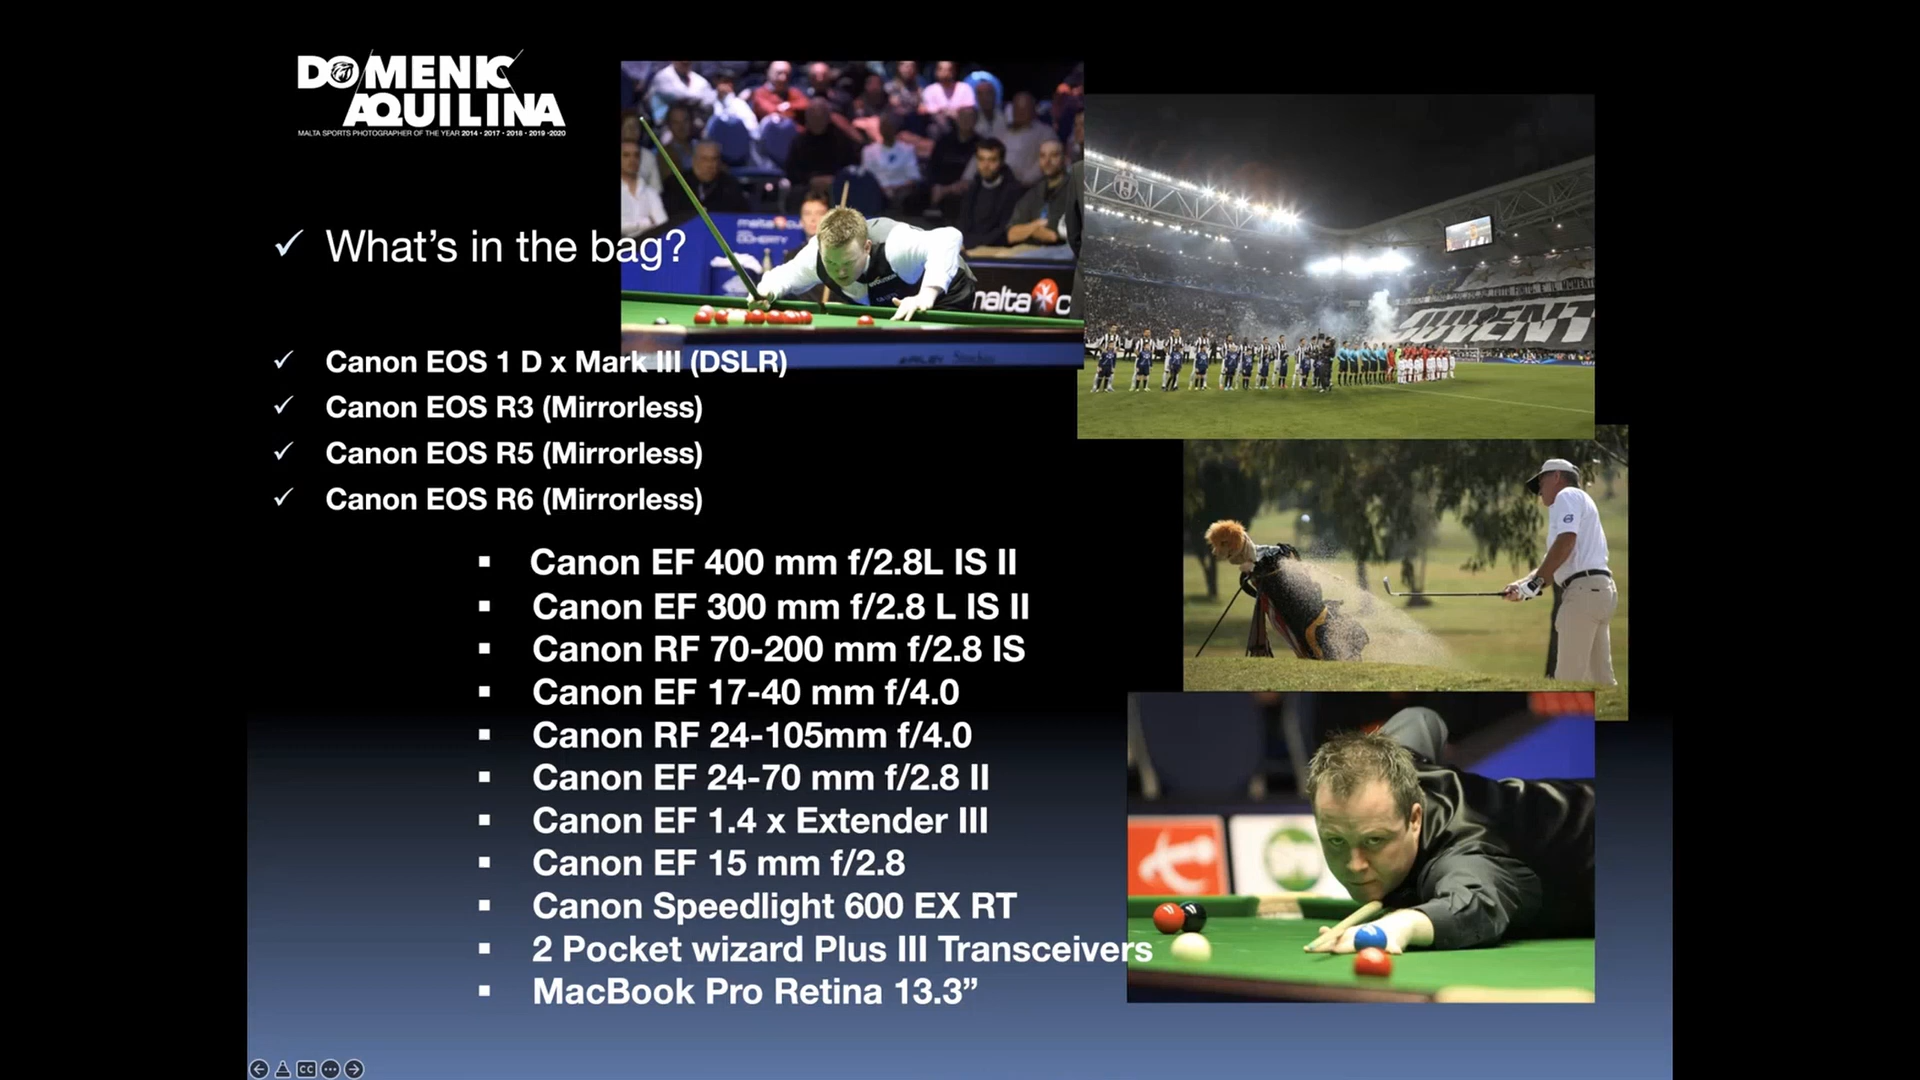 DOMENIC
AQUILINA
MALTA SPORTS PHOTOGRAPHER OF THE YEAR 2014 • 2017 • 2018 • 2019 •2020
✓ What's in the bag?
malta
✓ Canon EOS 1 D x Mark III (DSLR)
✓ Canon EOS R3 (Mirrorless)
✓ Canon EOS R5 (Mirrorless)
✓ Canon EOS R6 (Mirrorless)
▪ Canon EF 400 mm f/2.8L IS II
▪ Canon EF 300 mm f/2.8 L IS II
▪ Canon RF 70-200 mm f/2.8 IS
▪ Canon EF 17-40 mm f/4.0
▪ Canon RF 24-105mm f/4.0
▪ Canon EF 24-70 mm f/2.8 II
▪ Canon EF 1.4 x Extender III
▪ Canon EF 15 mm f/2.8
▪ Canon Speedlight 600 EX RT
▪ 2 Pocket wizard Plus III Transceivers
▪ MacBook Pro Retina 13.3”
CC